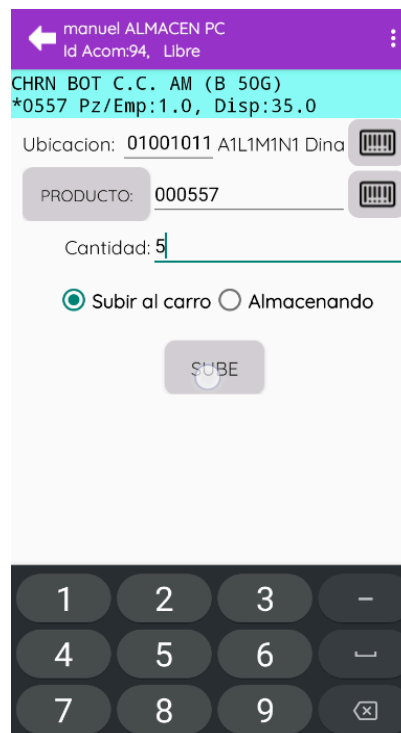 manuel ALMACEN PC
Id Acom:94, LIbre
CHRN BOT C.C. AM (B 50G)
*0557 Pz/Emp:1.0, Disp:35.0
Ubicacion: 01001011 A1L1M1N1 Dina
PRODUCTO: 000557
Cantidad: 5
Subir al carro Almacenando
SUBE
1 2 3 –
4 5 6
7 8 9